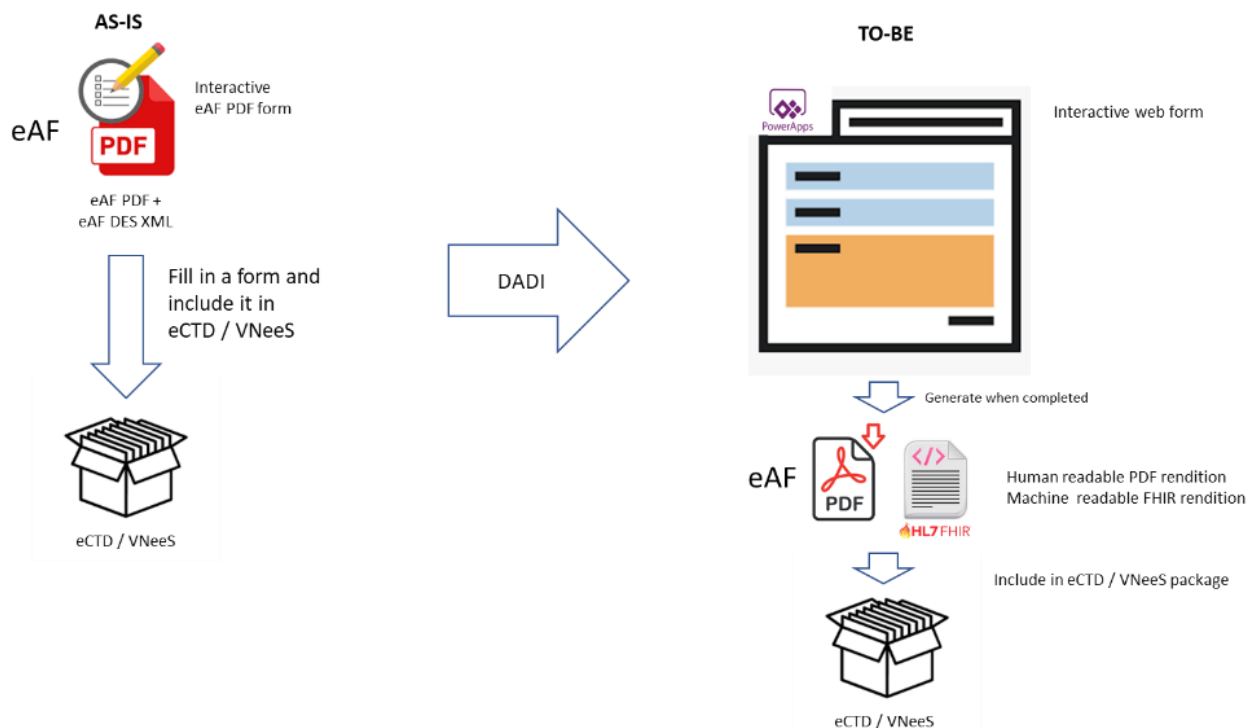 AS-IS
Interactive
eAF PDF form
eAF
PDF
eAF PDF +
eAF DES XML
Fill in a form and
include it in
eCTD / VNeeS
eCTD / VNeeS
DADI
TO-BE
PowerApps
Interactive web form
Generate when completed
eAF
PDF
</>
HL7 FHIR
Human readable PDF rendition
Machine readable FHIR rendition
Include in eCTD / VNeeS package
eCTD / VNeeS